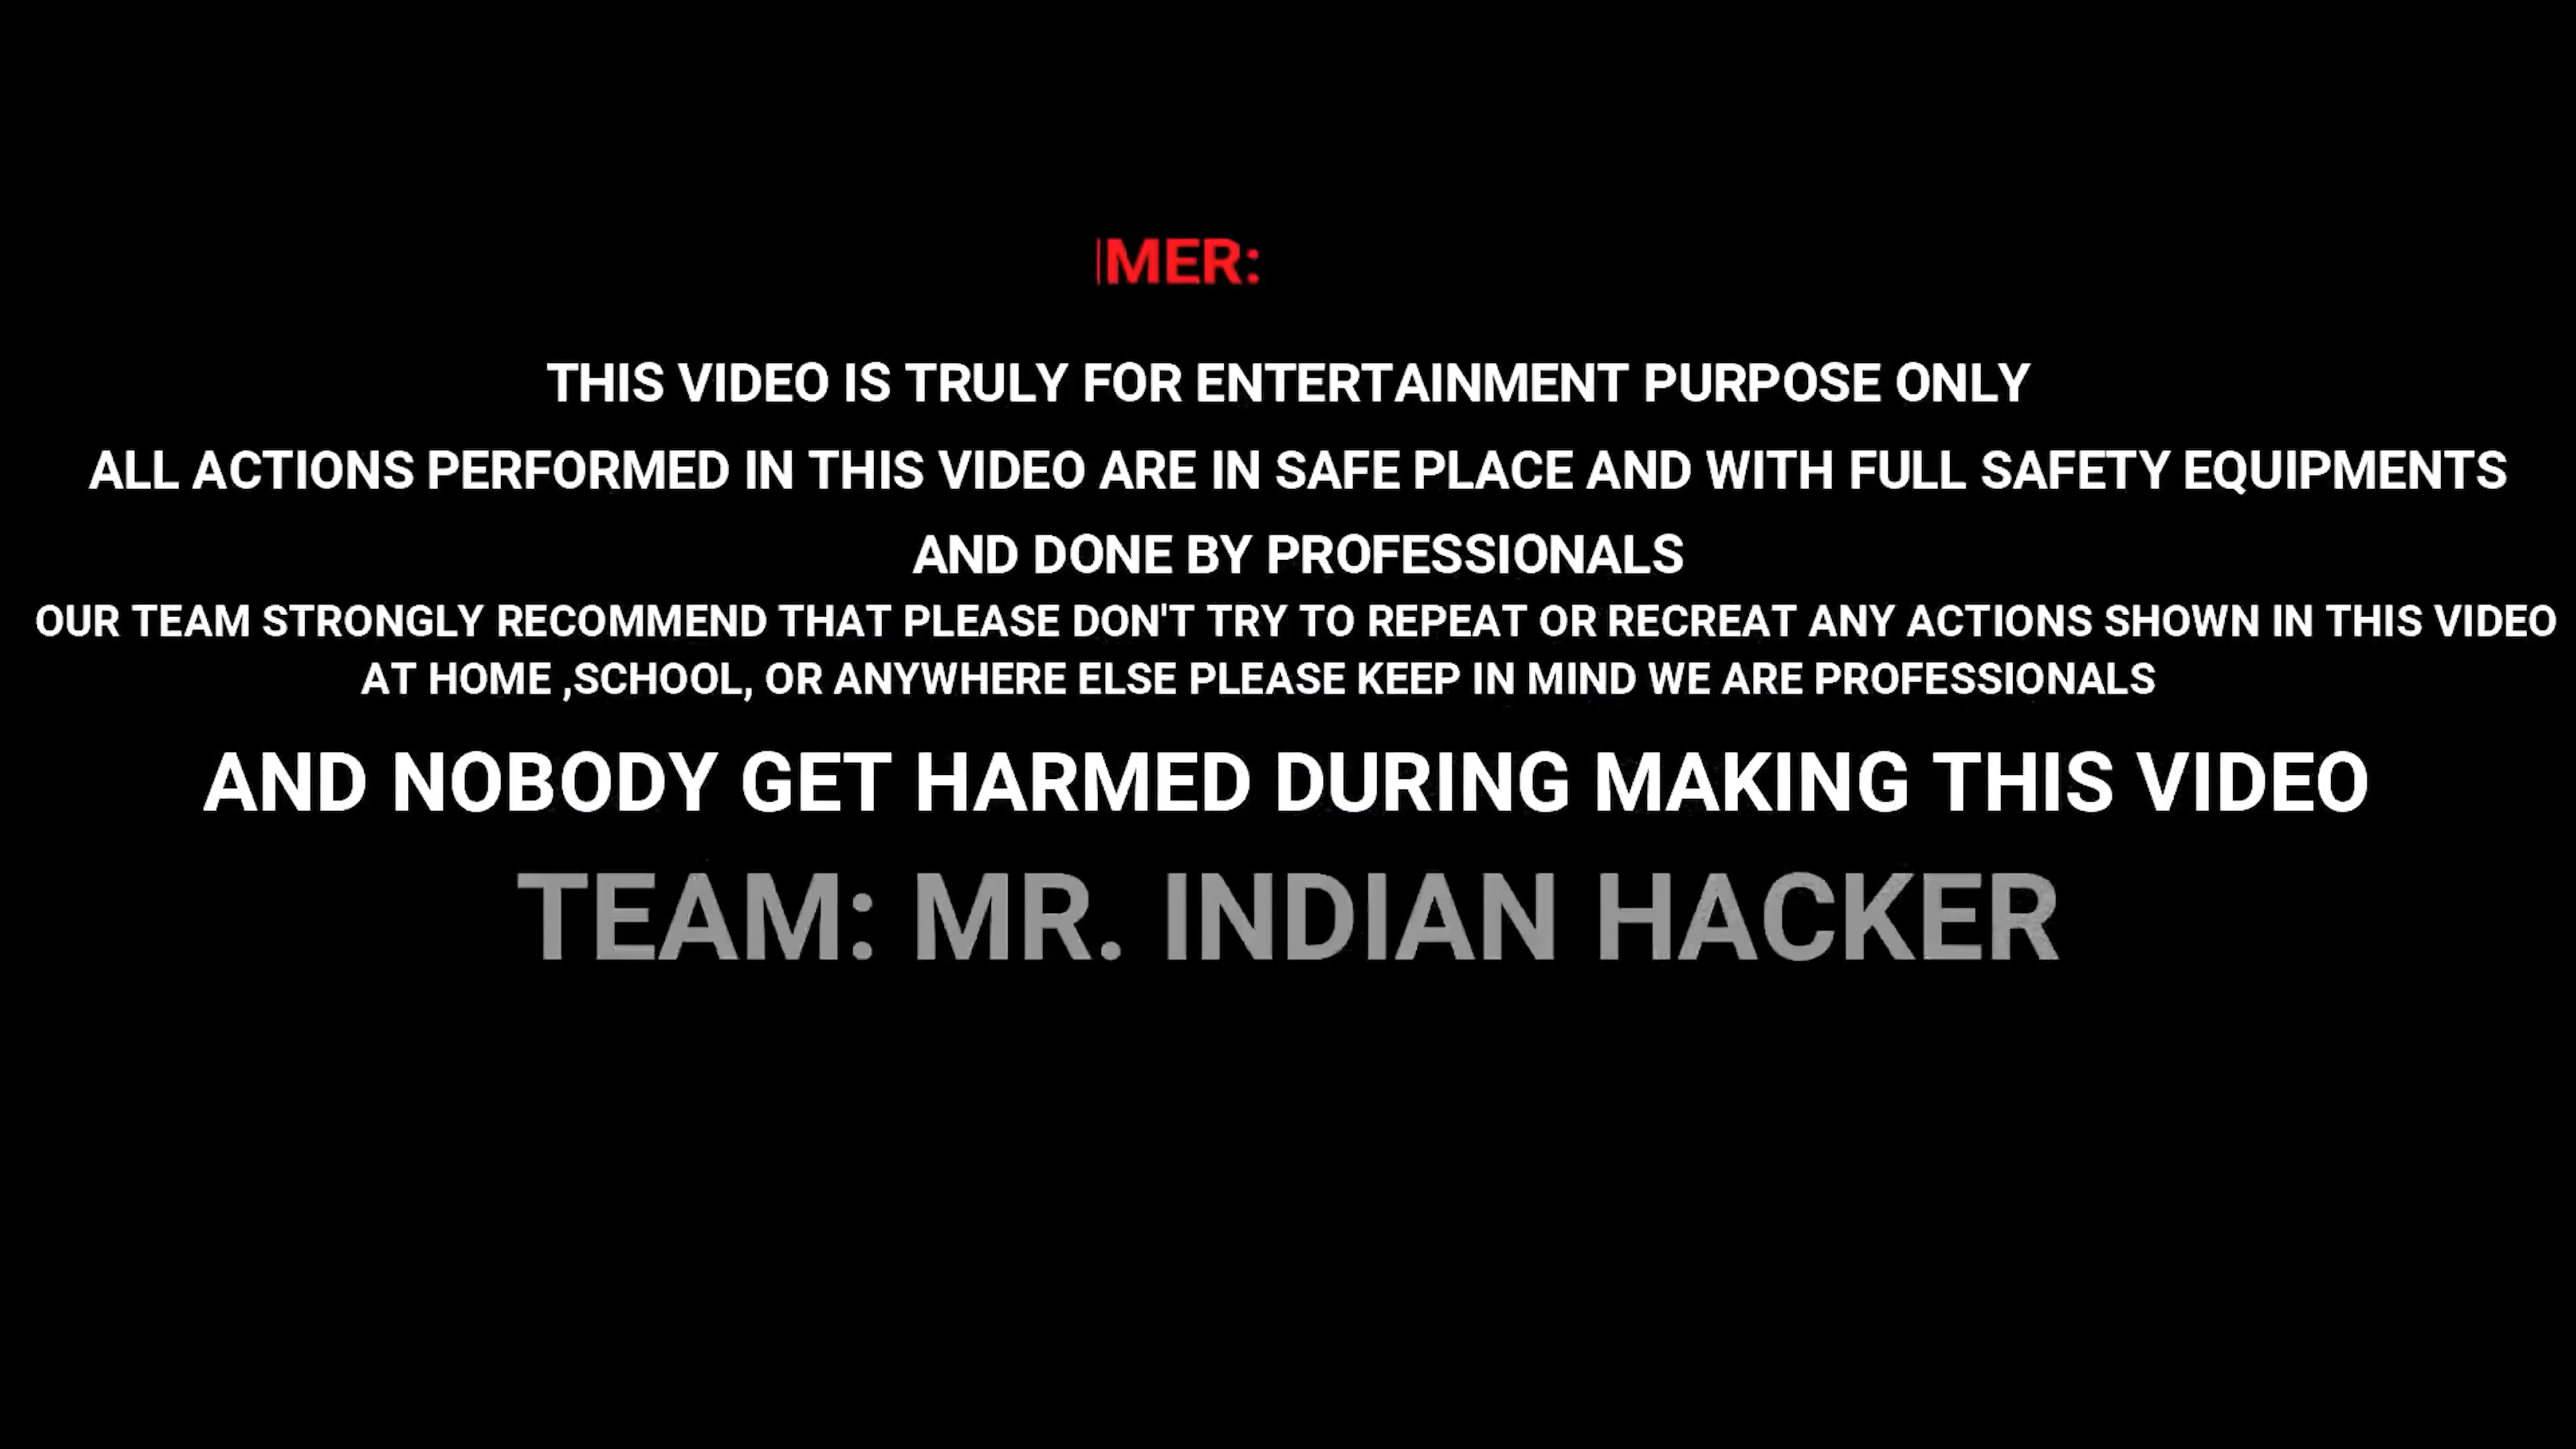 MER:
THIS VIDEO IS TRULY FOR ENTERTAINMENT PURPOSE ONLY
ALL ACTIONS PERFORMED IN THIS VIDEO ARE IN SAFE PLACE AND WITH FULL SAFETY EQUIPMENTS
AND DONE BY PROFESSIONALS
OUR TEAM STRONGLY RECOMMEND THAT PLEASE DON'T TRY TO REPEAT OR RECREAT ANY ACTIONS SHOWN IN THIS VIDEO
AT HOME ,SCHOOL, OR ANYWHERE ELSE PLEASE KEEP IN MIND WE ARE PROFESSIONALS
AND NOBODY GET HARMED DURING MAKING THIS VIDEO
TEAM: MR. INDIAN HACKER